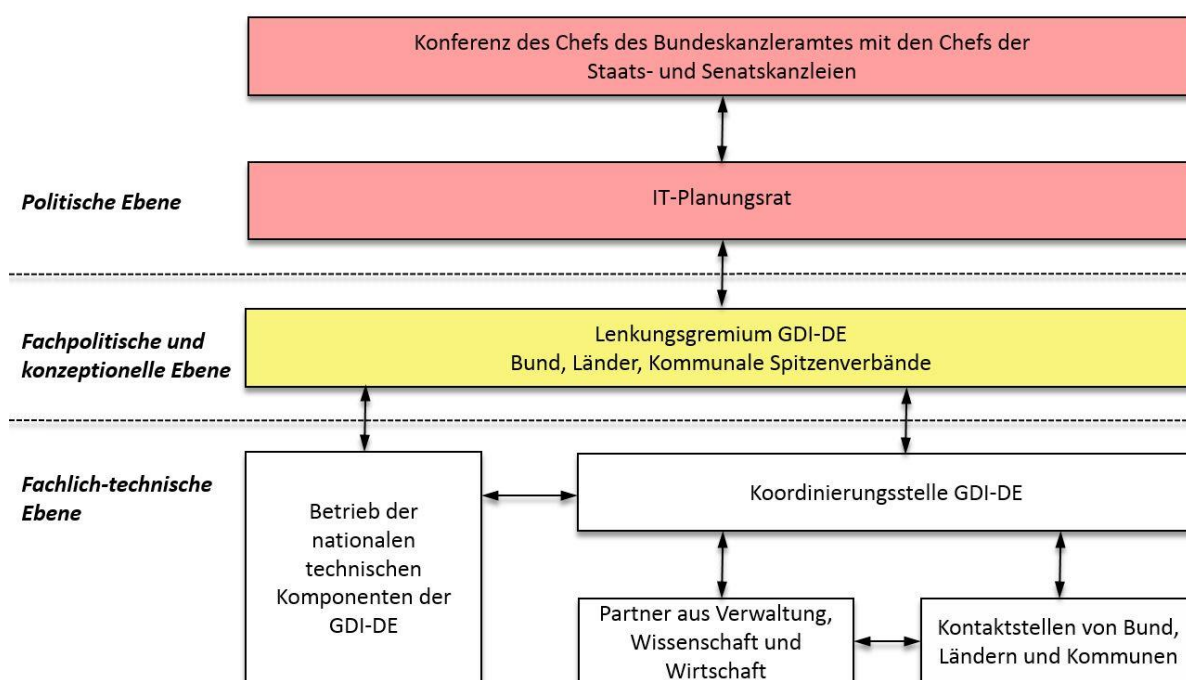 Konferenz des Chefs des Bundeskanzleramtes mit den Chefs der
Staats- und Senatskanzleien
Politische Ebene
IT-Planungsrat
Fachpolitische und
konzeptionelle Ebene
Lenkungsgremium GDI-DE
Bund, Länder, Kommunale Spitzenverbände
Fachlich-technische
Ebene
Betrieb der
nationalen
technischen
Komponenten der
GDI-DE
Koordinierungsstelle GDI-DE
Partner aus Verwaltung,
Wissenschaft und
Wirtschaft
Kontaktstellen von Bund,
Ländern und Kommunen